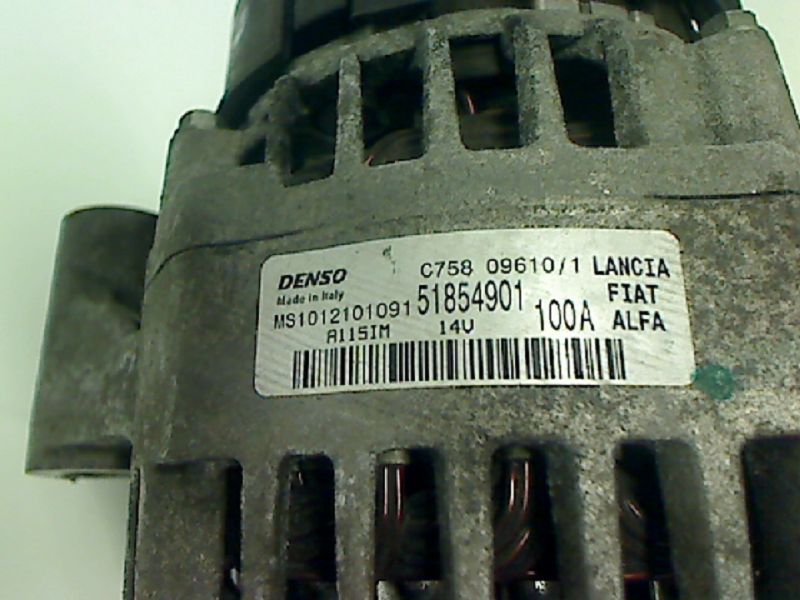 DENSO
Made in Italy
C758 09610/1 LANCIA
MS1012101091 51854901 FIAT
A115IM 14V 100A ALFA